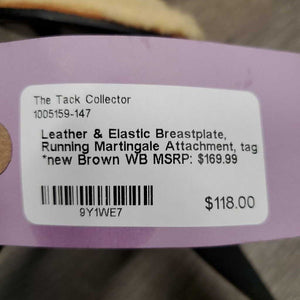 The Tack Collector
1005159-147
Leather & Elastic Breastplate,
Running Martingale Attachment, tag
*new Brown WB MSRP: $169.99
9Y1WE7
$118.00